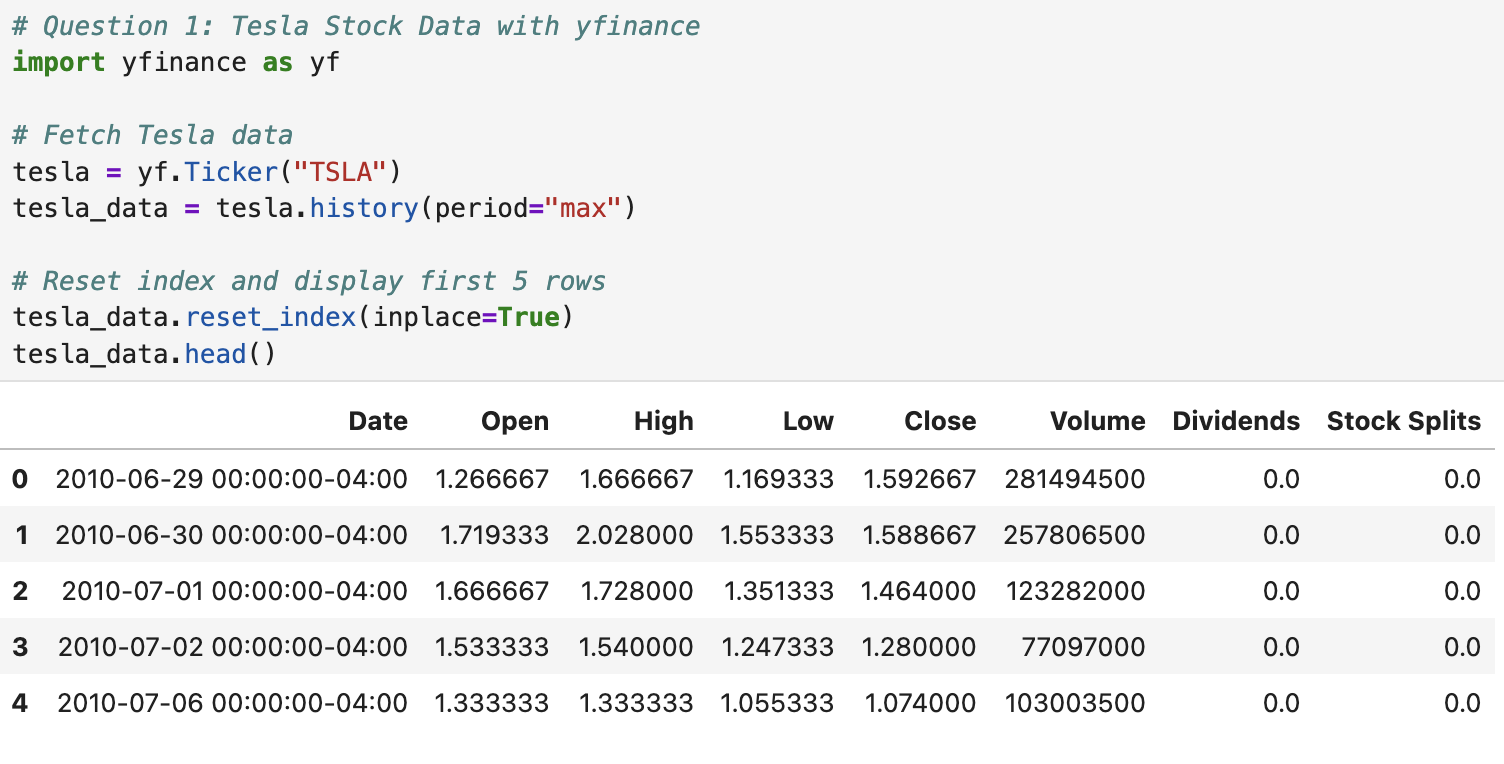 # Question 1: Tesla Stock Data with yfinance
import yfinance as yf
# Fetch Tesla data
tesla = yf.Ticker("TSLA")
tesla_data = tesla.history(period="max")
# Reset index and display first 5 rows
tesla_data.reset_index(inplace=True)
tesla_data.head()
Date Open High Low Close Volume Dividends Stock Splits
0 2010-06-29 00:00:00-04:00 1.266667 1.666667 1.169333 1.592667 281494500 0.0 0.0
1 2010-06-30 00:00:00-04:00 1.719333 2.028000 1.553333 1.588667 257806500 0.0 0.0
2 2010-07-01 00:00:00-04:00 1.666667 1.728000 1.351333 1.464000 123282000 0.0 0.0
3 2010-07-02 00:00:00-04:00 1.533333 1.540000 1.247333 1.280000 77097000 0.0 0.0
4 2010-07-06 00:00:00-04:00 1.333333 1.333333 1.055333 1.074000 103003500 0.0 0.0